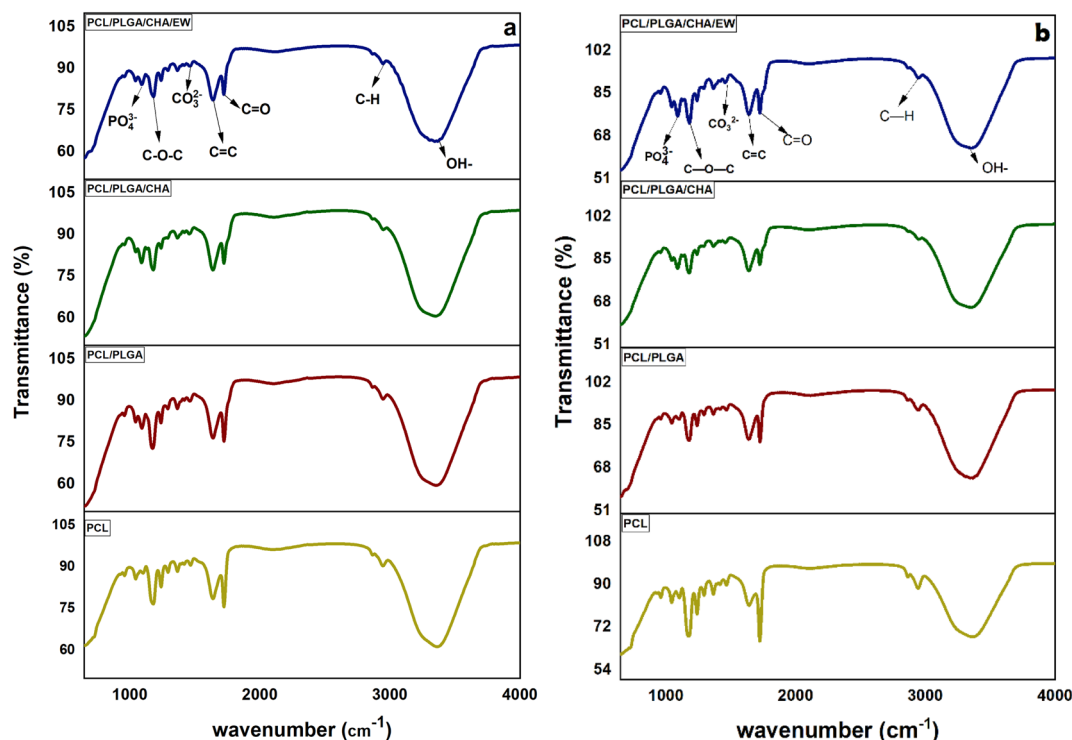 a
PCL/PLGA/CHA/EW
105
90
75
60
PO₄³⁻
C-O-C
CO₃²⁻
C=C
C=O
C-H
OH-
PCL/PLGA/CHA
105
90
75
60
PCL/PLGA
105
90
75
60
PCL
105
90
75
60
Transmittance (%)
1000 2000 3000 4000
wavenumber (cm⁻¹)
b
PCL/PLGA/CHA/EW
102
85
68
51
PO₄³⁻
C—O—C
CO₃²⁻
C=C
C=O
C—H
OH-
PCL/PLGA/CHA
102
85
68
51
PCL/PLGA
102
85
68
51
PCL
108
90
72
54
Transmittance (%)
1000 2000 3000 4000
wavenumber (cm⁻¹)